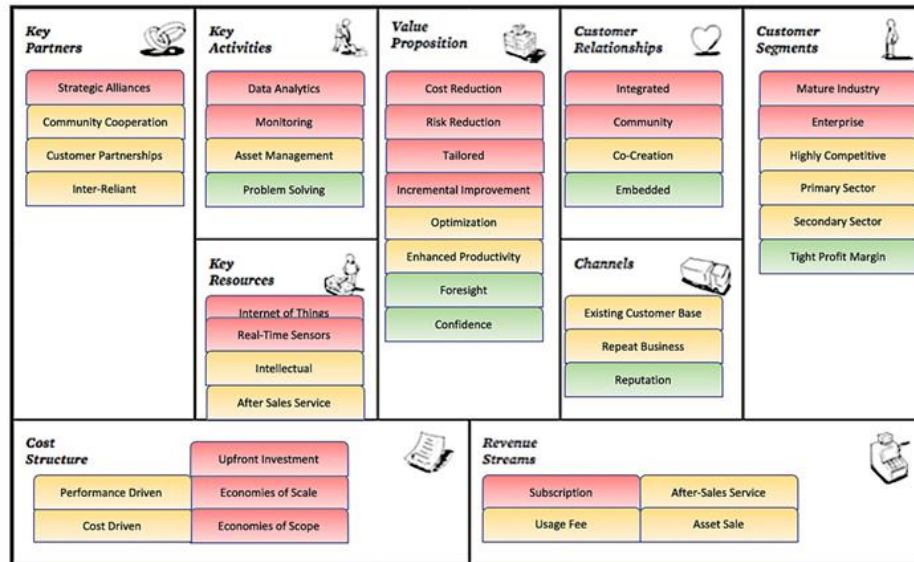 Key
Partners
Strategic Alliances
Community Cooperation
Customer Partnerships
Inter-Reliant
Key
Activities
Data Analytics
Monitoring
Asset Management
Problem Solving
Key
Resources
Internet of Things
Real-Time Sensors
Intellectual
After Sales Service
Value
Proposition
Cost Reduction
Risk Reduction
Tailored
Incremental Improvement
Optimization
Enhanced Productivity
Foresight
Confidence
Customer
Relationships
Integrated
Community
Co-Creation
Embedded
Channels
Existing Customer Base
Repeat Business
Reputation
Customer
Segments
Mature Industry
Enterprise
Highly Competitive
Primary Sector
Secondary Sector
Tight Profit Margin
Cost
Structure
Upfront Investment
Performance Driven
Economies of Scale
Cost Driven
Economies of Scope
Revenue
Streams
Subscription
After-Sales Service
Usage Fee
Asset Sale